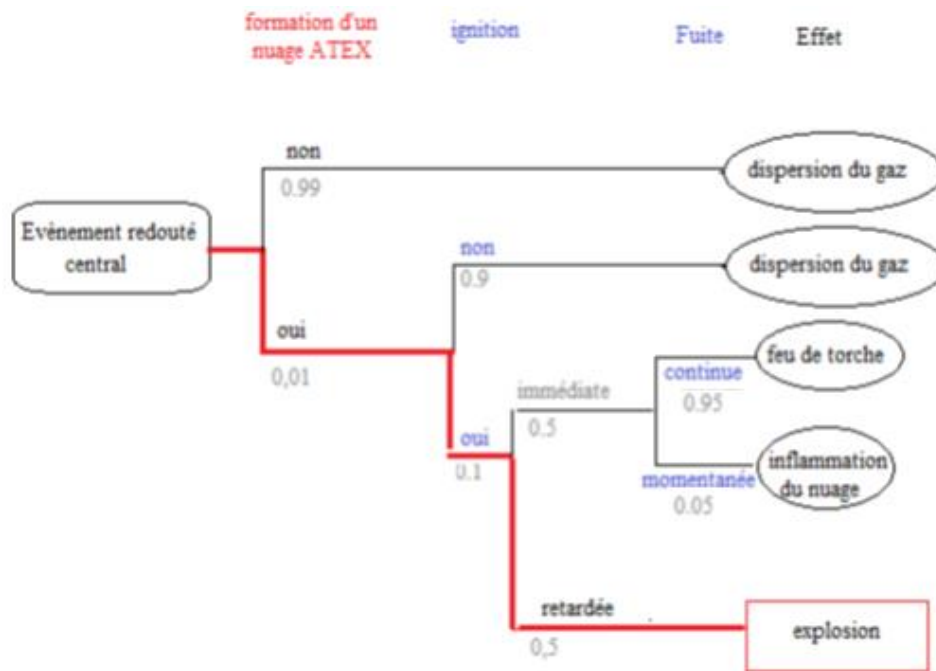 formation d'un
nuage ATEX
ignition
Fuite
Effet
non
0.99
dispersion du gaz
Evènement redouté
central
non
0.9
dispersion du gaz
oui
0,01
feu de torche
continue
0.95
immédiate
0.5
oui
0.1
inflammation
du nuage
momentanée
0.05
retardée
0,5
explosion